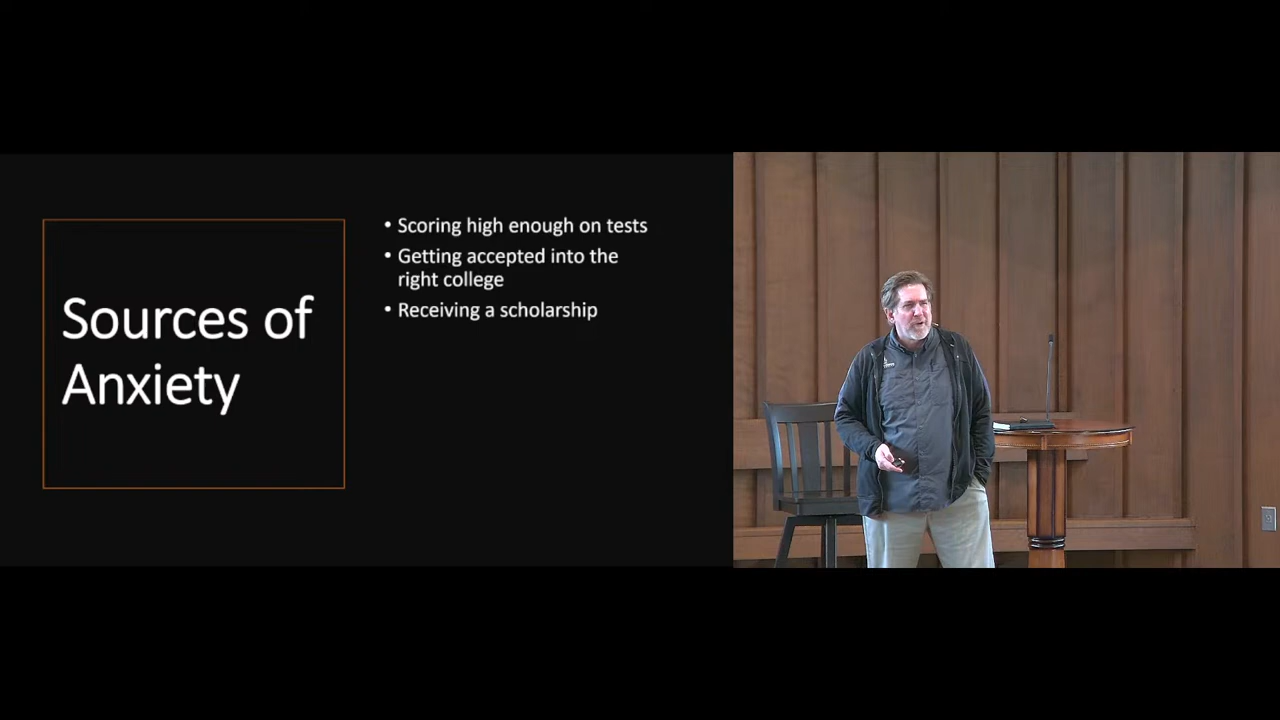 Sources of
Anxiety
• Scoring high enough on tests
• Getting accepted into the
right college
• Receiving a scholarship